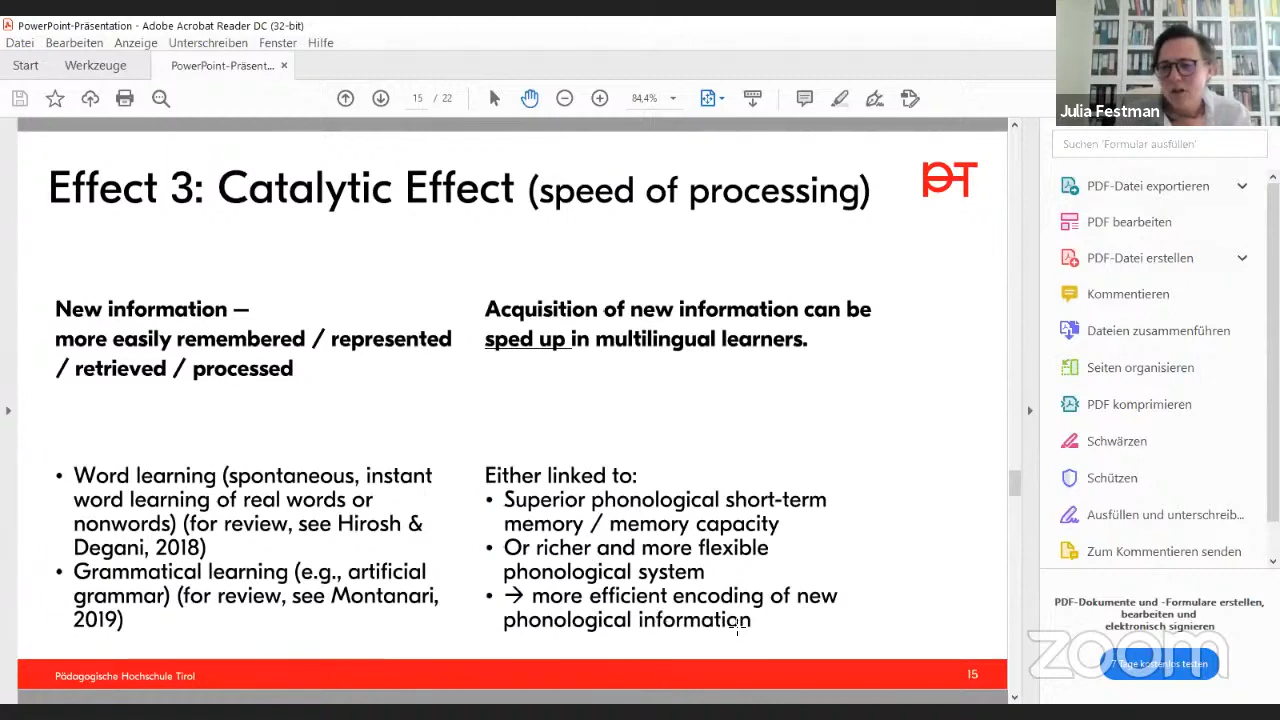 PowerPoint-Präsentation - Adobe Acrobat Reader DC (32-bit)
Datei Bearbeiten Anzeige Unterschreiben Fenster Hilfe
Start Werkzeuge PowerPoint-Präsent... ×
15 / 22 84,4%
Julia Festman
Effect 3: Catalytic Effect (speed of processing)
New information –
more easily remembered / represented
/ retrieved / processed
Acquisition of new information can be
sped up in multilingual learners.
• Word learning (spontaneous, instant
word learning of real words or
nonwords) (for review, see Hirosh &
Degani, 2018)
• Grammatical learning (e.g., artificial
grammar) (for review, see Montanari,
2019)
Either linked to:
• Superior phonological short-term
memory / memory capacity
• Or richer and more flexible
phonological system
• → more efficient encoding of new
phonological information
Pädagogische Hochschule Tirol
15
Suchen 'Formular ausfüllen'
PDF-Datei exportieren
PDF bearbeiten
PDF-Datei erstellen
Kommentieren
Dateien zusammenführen
Seiten organisieren
PDF komprimieren
Schwärzen
Schützen
Ausfüllen und unterschreib...
Zum Kommentieren senden
PDF-Dokumente und -Formulare erstellen,
bearbeiten und
elektronisch signieren
7 Tage kostenlos testen
zoom